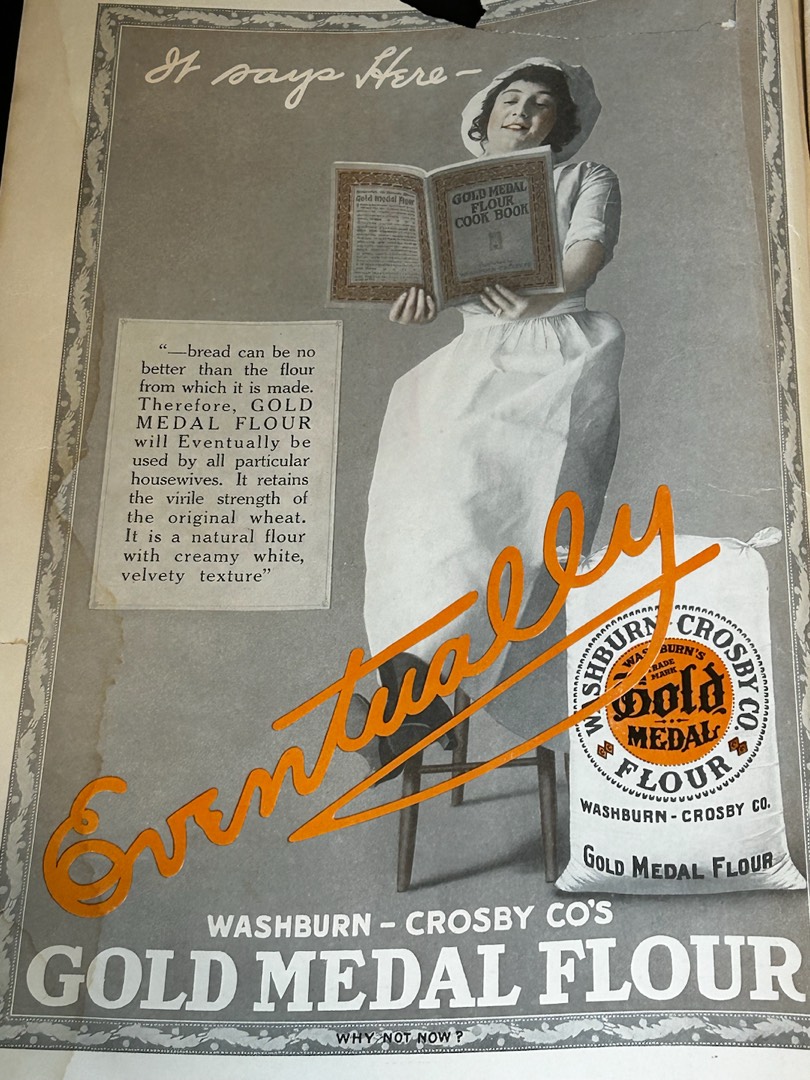 It says Here—
Gold Medal Flour
GOLD MEDAL
FLOUR
COOK BOOK
“—bread can be no
better than the flour
from which it is made.
Therefore, GOLD
MEDAL FLOUR
will Eventually be
used by all particular
housewives. It retains
the virile strength of
the original wheat.
It is a natural flour
with creamy white,
velvety texture”
Eventually
WASHBURN-CROSBY CO.
WASHBURN'S
TRADE
MARK
Gold
MEDAL
FLOUR
WASHBURN-CROSBY CO.
GOLD MEDAL FLOUR
WASHBURN-CROSBY CO'S
GOLD MEDAL FLOUR
WHY NOT NOW?